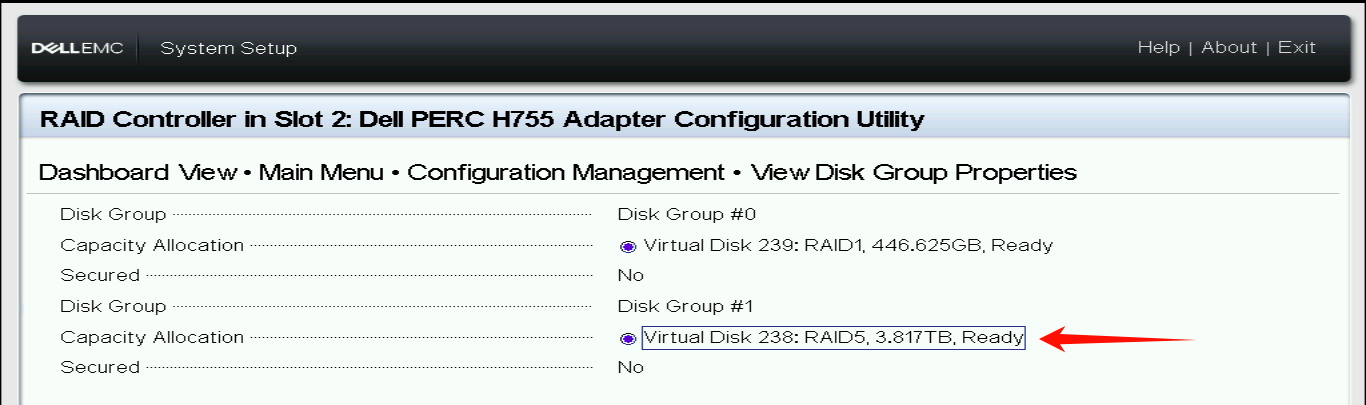 DELLEMC System Setup Help | About | Exit
RAID Controller in Slot 2: Dell PERC H755 Adapter Configuration Utility
Dashboard View • Main Menu • Configuration Management • View Disk Group Properties
Disk Group Disk Group #0
Capacity Allocation Virtual Disk 239: RAID1, 446.625GB, Ready
Secured No
Disk Group Disk Group #1
Capacity Allocation Virtual Disk 238: RAID5, 3.817TB, Ready
Secured No